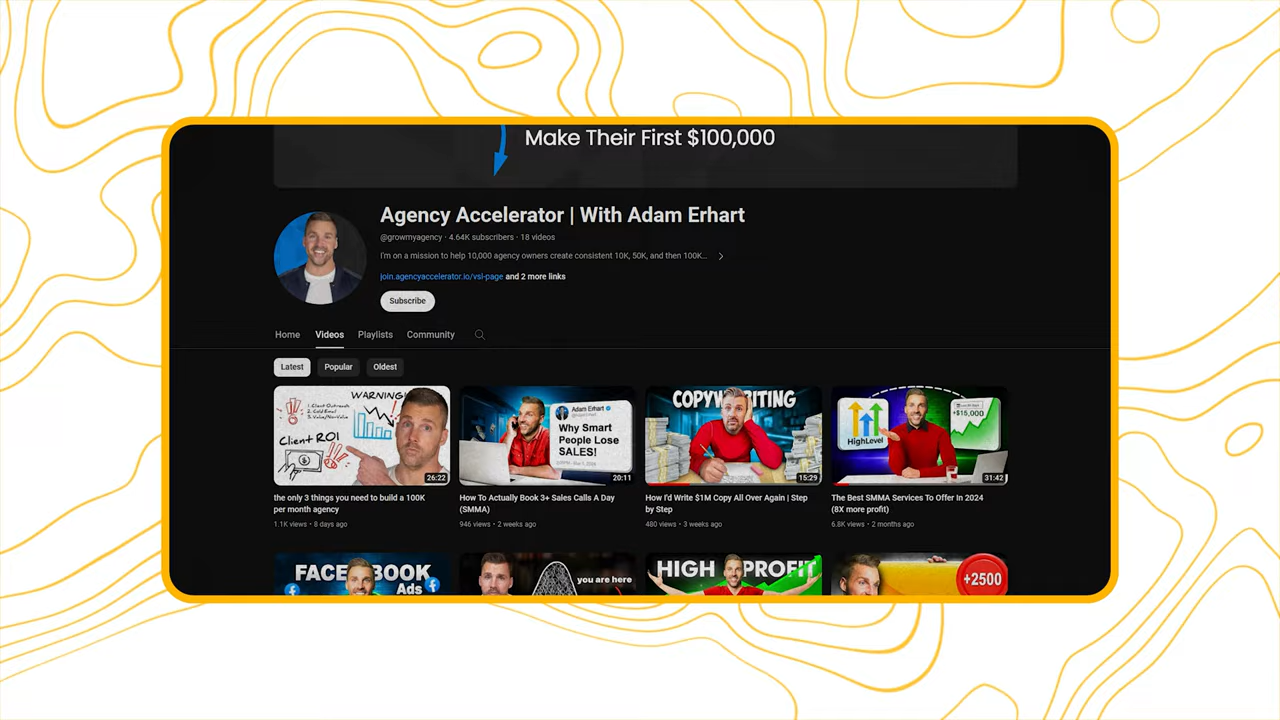 Make Their First $100,000
Agency Accelerator | With Adam Erhart
@growmyagency · 4.64K subscribers · 18 videos
I'm on a mission to help 10,000 agency owners create consistent 10K, 50K, and then 100K...
join.agencyaccelerator.io/vsl-page and 2 more links
Subscribe
Home Videos Playlists Community
Latest Popular Oldest
WARNING!
1. Client Outreach
2. Cold Email
Client ROI
26:22
Adam Erhart
Why Smart
People Lose
SALES!
20:11
COPYWRITING
15:29
HighLevel
+$15,000
31:42
the only 3 things you need to build a 100K
per month agency
1.1K views · 8 days ago
How To Actually Book 3+ Sales Calls A Day
(SMMA)
946 views · 2 weeks ago
How I'd Write $1M Copy All Over Again | Step
by Step
480 views · 3 weeks ago
The Best SMMA Services To Offer In 2024
(8X more profit)
6.8K views · 2 months ago
FACEBOOK
Ads
you are here
HIGH PROFIT
+2500